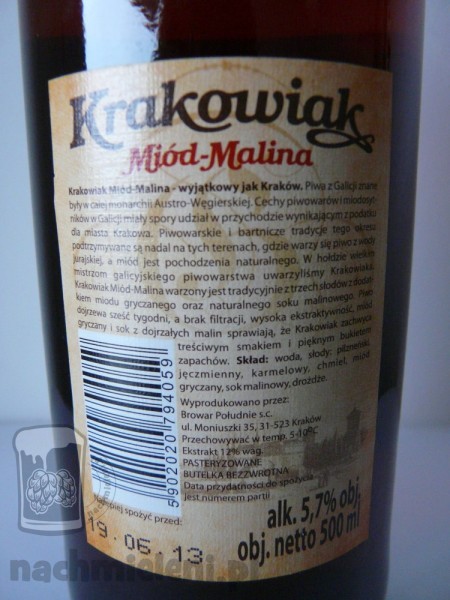 Krakowiak
Miód-Malina
Krakowiak Miód-Malina - wyjątkowy jak Kraków. Piwa z Galicji znane
były w całej monarchii Austro-Węgierskiej. Cechy piwowarów i miodosyt-
ników w Galicji miały spory udział w przychodzie wynikającym z podatku
dla miasta Krakowa. Piwowarskie i bartnicze tradycje tego okresu
podtrzymywane są nadal na tych terenach, gdzie warzy się piwo z wody
jurajskiej, a miód jest pochodzenia naturalnego. W hołdzie wielkim
mistrzom galicyjskiego piwowarstwa uwarzyliśmy Krakowiaka.
Krakowiak Miód-Malina warzony jest tradycyjnie z trzech słodów z dodat-
kiem miodu gryczanego oraz naturalnego soku malinowego. Piwo
dojrzewa sześć tygodni, a brak filtracji, wysoka ekstraktywność, miód
gryczany i sok z dojrzałych malin sprawiają, że Krakowiak zachwyca
treściwym smakiem i pięknym bukietem
zapachów. Skład: woda, słody: pilzneński,
jęczmienny, karmelowy, chmiel, miód
gryczany, sok malinowy, drożdże.
Wyprodukowano przez:
Browar Południe s.c.
ul. Moniuszki 35, 31-523 Kraków
Przechowywać w temp. 5-10°C
Ekstrakt 12% wag.
PASTERYZOWANE
BUTELKA BEZZWROTNA
Data przydatności do spożycia
jest numerem partii
5902020794059
Najlepiej spożyć przed:
19.06.13
alk. 5,7% obj.
obj. netto 500 ml
nachmieleni.pl